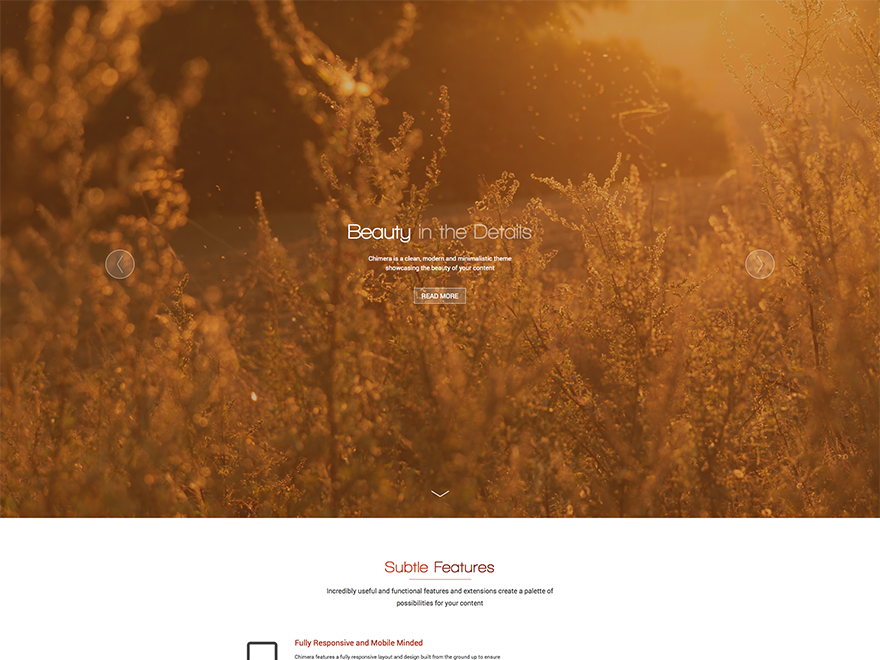 Beauty in the Details
Chimera is a clean, modern and minimalistic theme
showcasing the beauty of your content
READ MORE
Subtle Features
Incredibly useful and functional features and extensions create a palette of
possibilities for your content
Fully Responsive and Mobile Minded
Chimera features a fully responsive layout and design built from the ground up to ensure